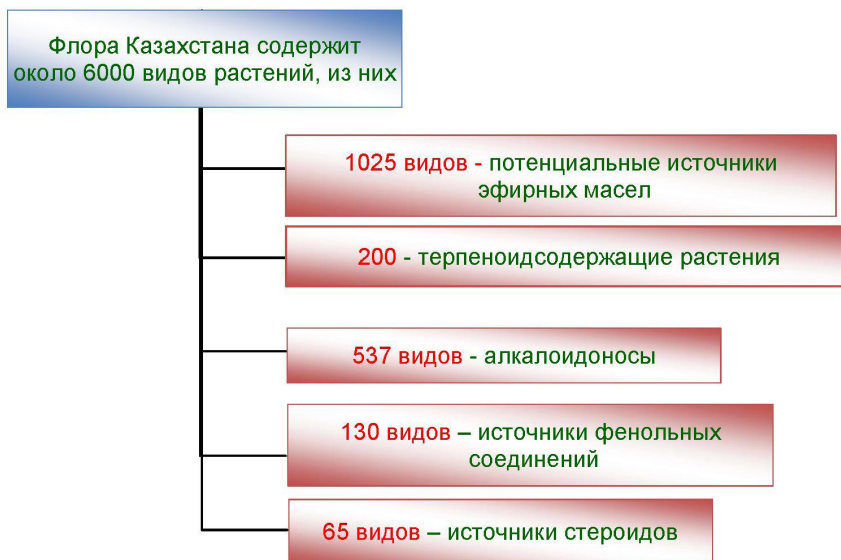 Флора Казахстана содержит
около 6000 видов растений, из них
1025 видов - потенциальные источники
эфирных масел
200 - терпеноидсодержащие растения
537 видов - алкалоидоносы
130 видов – источники фенольных
соединений
65 видов – источники стероидов